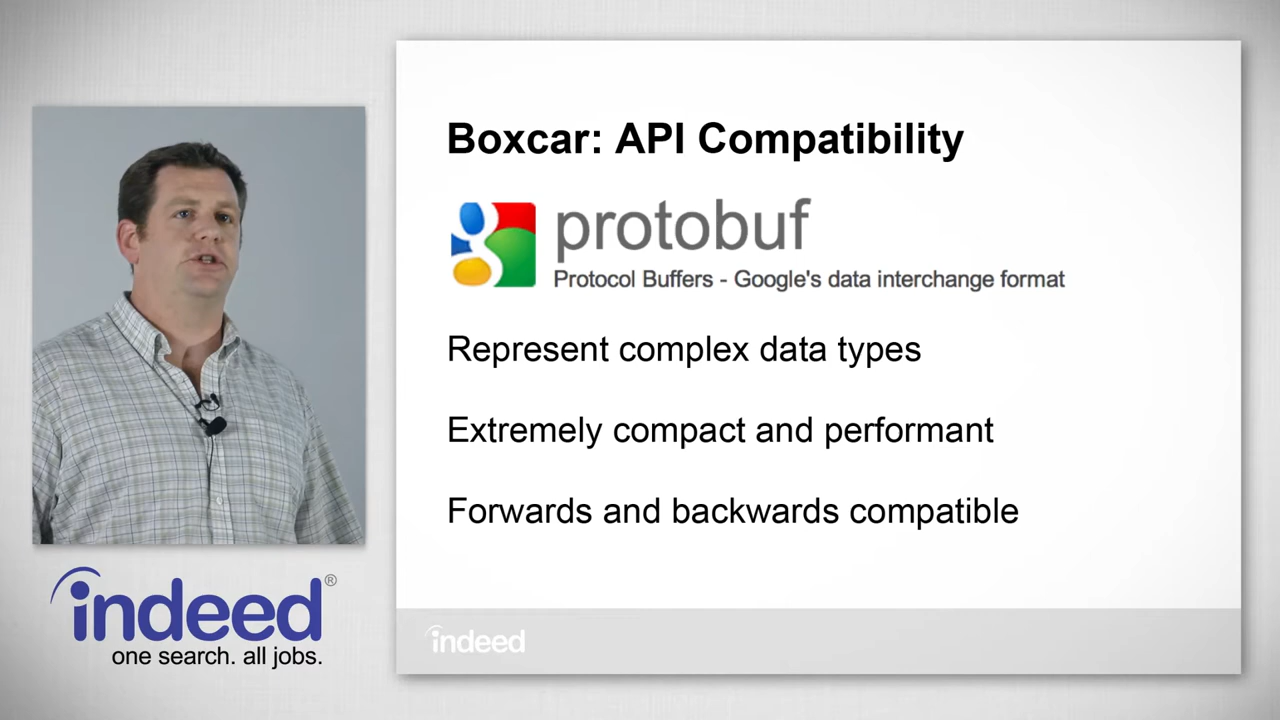 Boxcar: API Compatibility
protobuf
Protocol Buffers - Google's data interchange format
Represent complex data types
Extremely compact and performant
Forwards and backwards compatible
indeed
indeed®
one search. all jobs.